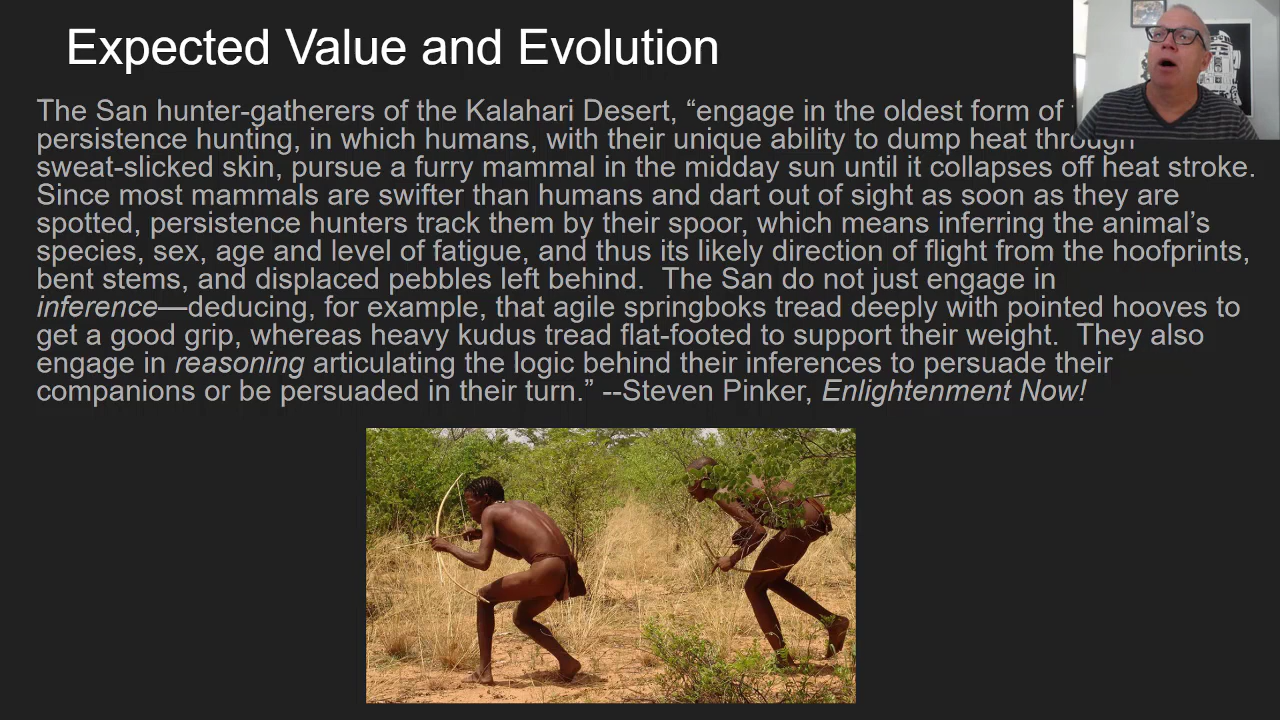 Expected Value and Evolution
The San hunter-gatherers of the Kalahari Desert, “engage in the oldest form of
persistence hunting, in which humans, with their unique ability to dump heat through
sweat-slicked skin, pursue a furry mammal in the midday sun until it collapses off heat stroke.
Since most mammals are swifter than humans and dart out of sight as soon as they are
spotted, persistence hunters track them by their spoor, which means inferring the animal’s
species, sex, age and level of fatigue, and thus its likely direction of flight from the hoofprints,
bent stems, and displaced pebbles left behind.  The San do not just engage in
inference—deducing, for example, that agile springboks tread deeply with pointed hooves to
get a good grip, whereas heavy kudus tread flat-footed to support their weight.  They also
engage in reasoning articulating the logic behind their inferences to persuade their
companions or be persuaded in their turn.” --Steven Pinker, Enlightenment Now!